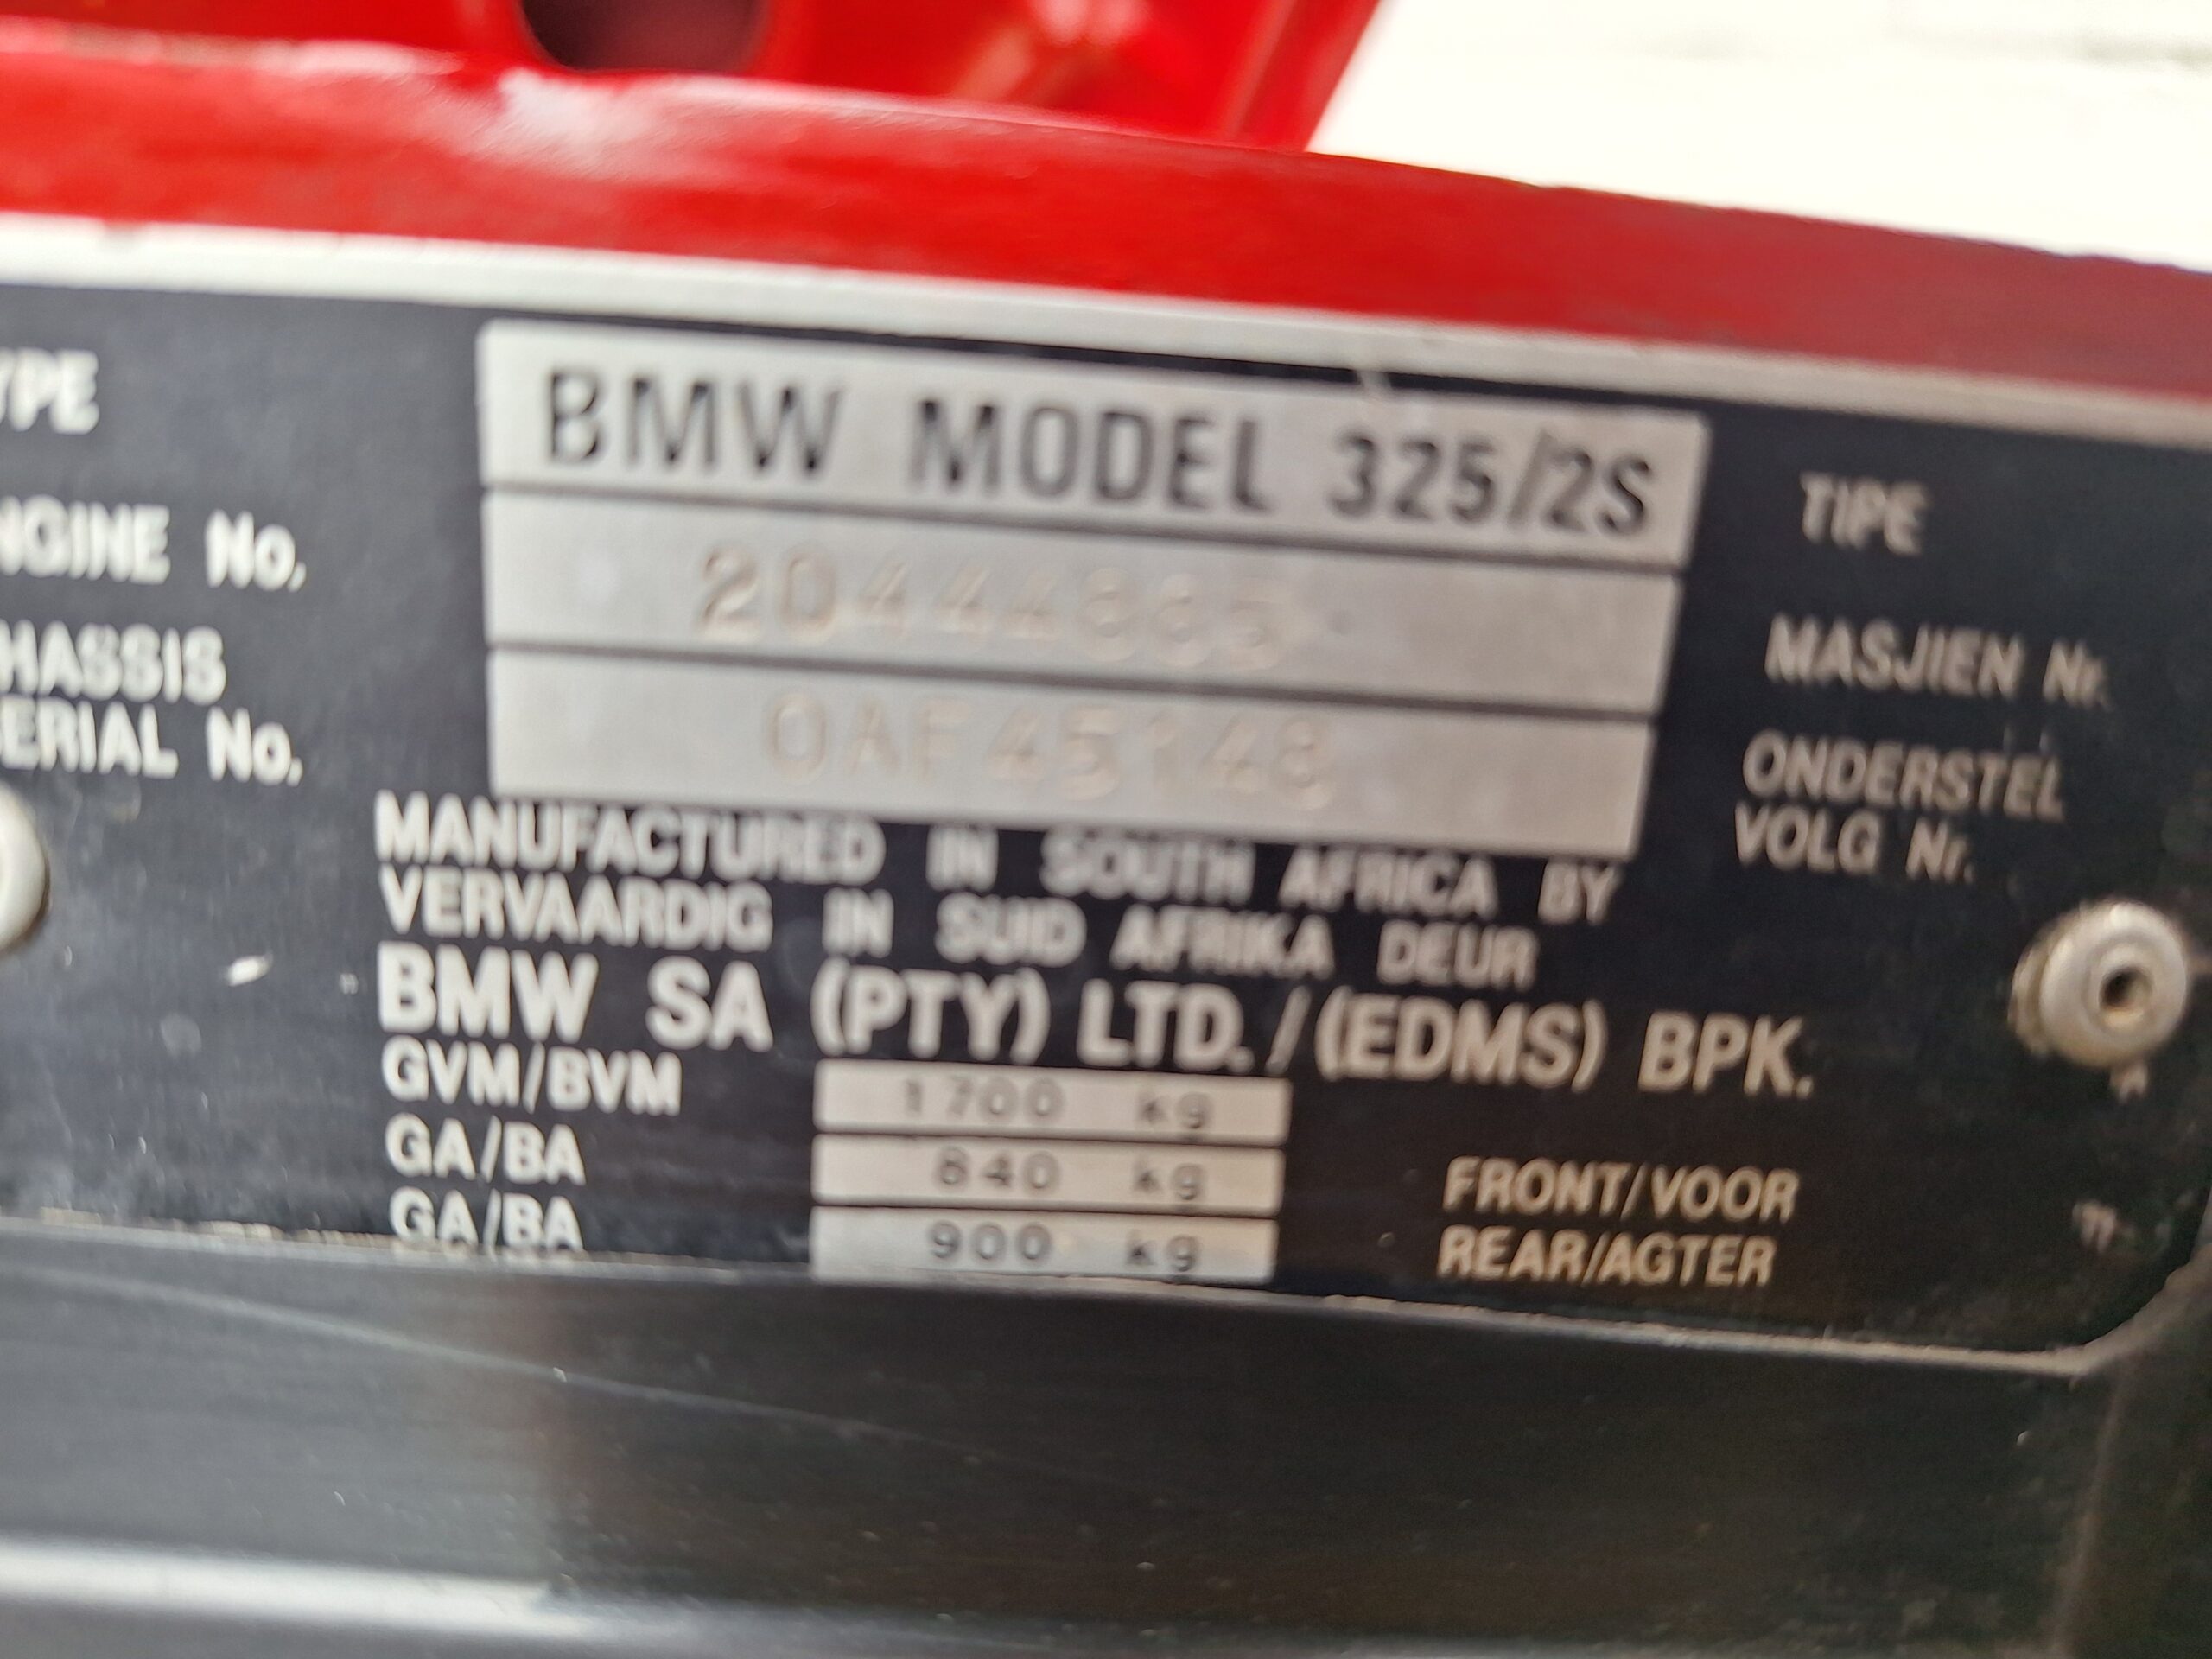 YPE BMW MODEL 325/2S TIPE
NGINE No. MASJIEN Nr.
HASSIS 0AF45148 ONDERSTEL
ERIAL No. VOLG Nr.
MANUFACTURED IN SOUTH AFRICA BY
VERVAARDIG IN SUID AFRIKA DEUR
BMW SA (PTY) LTD./(EDMS) BPK.
GVM/BVM 1700 kg
GA/BA 840 kg FRONT/VOOR
GA/BA 900 kg REAR/AGTER